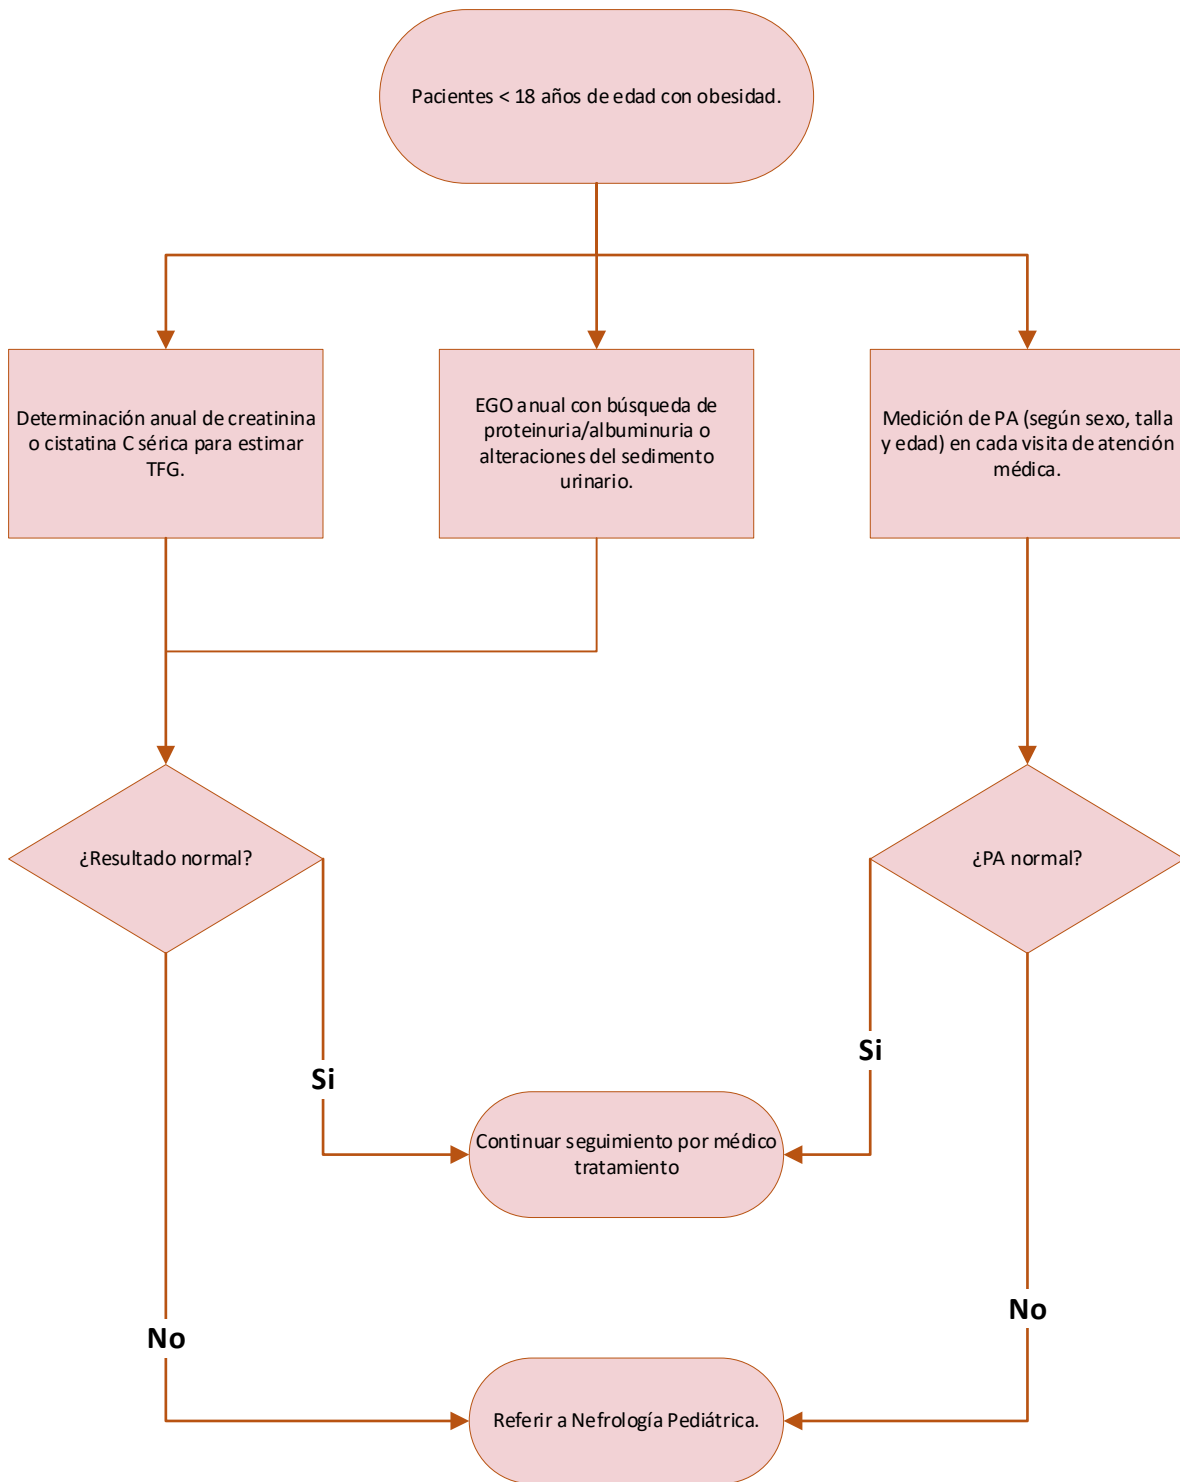 Pacientes < 18 años de edad con obesidad.
Determinación anual de creatinina
o cistatina C sérica para estimar
TFG.
EGO anual con búsqueda de
proteinuria/albuminuria o
alteraciones del sedimento
urinario.
Medición de PA (según sexo, talla
y edad) en cada visita de atención
médica.
¿Resultado normal?
¿PA normal?
Si
Si
Continuar seguimiento por médico
tratamiento
No
No
Referir a Nefrología Pediátrica.